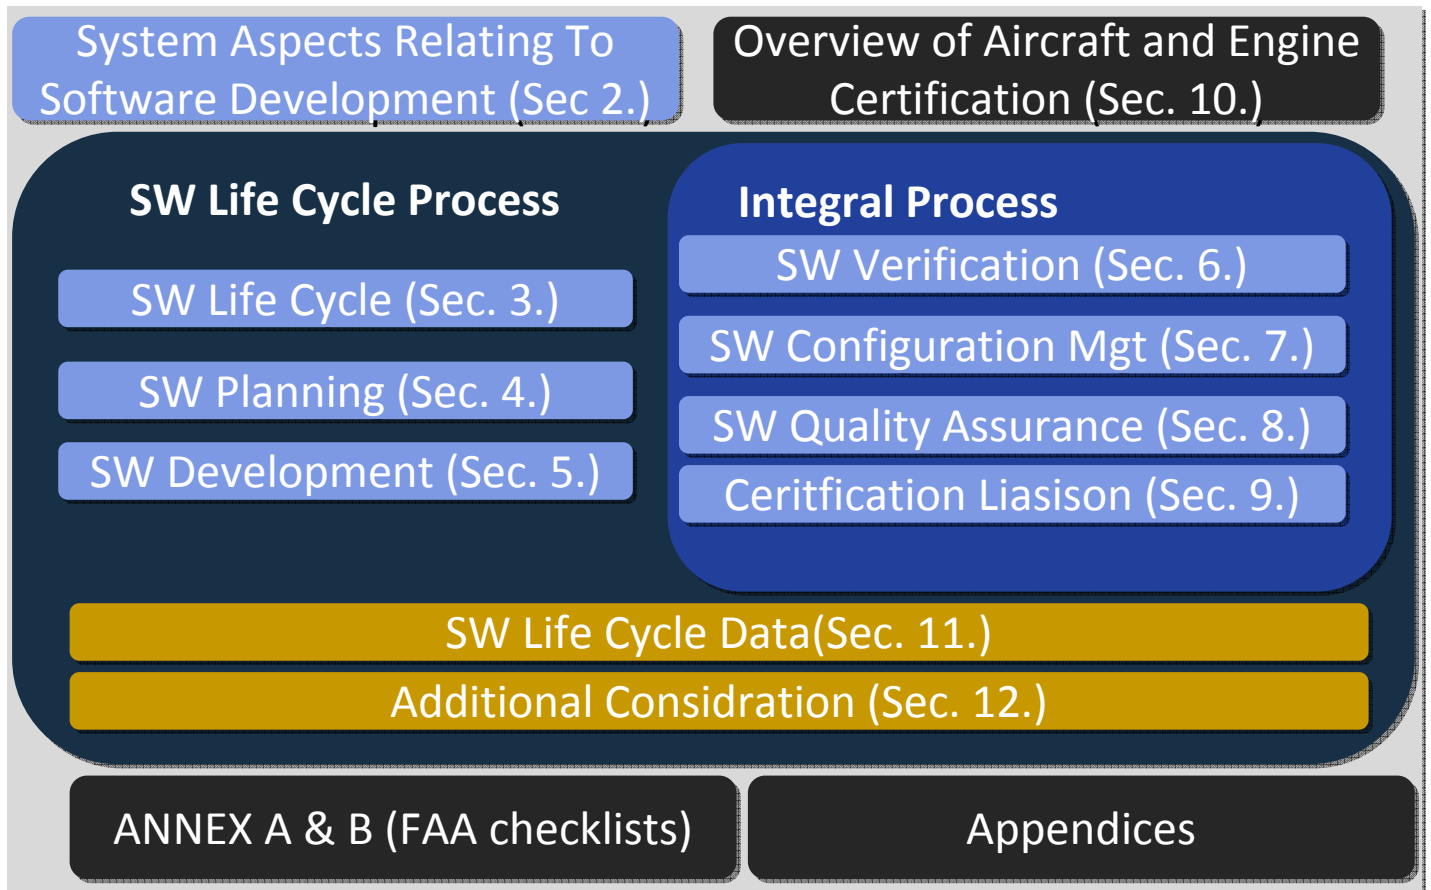 System Aspects Relating To
Software Development (Sec 2.)
Overview of Aircraft and Engine
Certification (Sec. 10.)
SW Life Cycle Process
SW Life Cycle (Sec. 3.)
SW Planning (Sec. 4.)
SW Development (Sec. 5.)
Integral Process
SW Verification (Sec. 6.)
SW Configuration Mgt (Sec. 7.)
SW Quality Assurance (Sec. 8.)
Ceritfication Liasison (Sec. 9.)
SW Life Cycle Data(Sec. 11.)
Additional Considration (Sec. 12.)
ANNEX A & B (FAA checklists)
Appendices